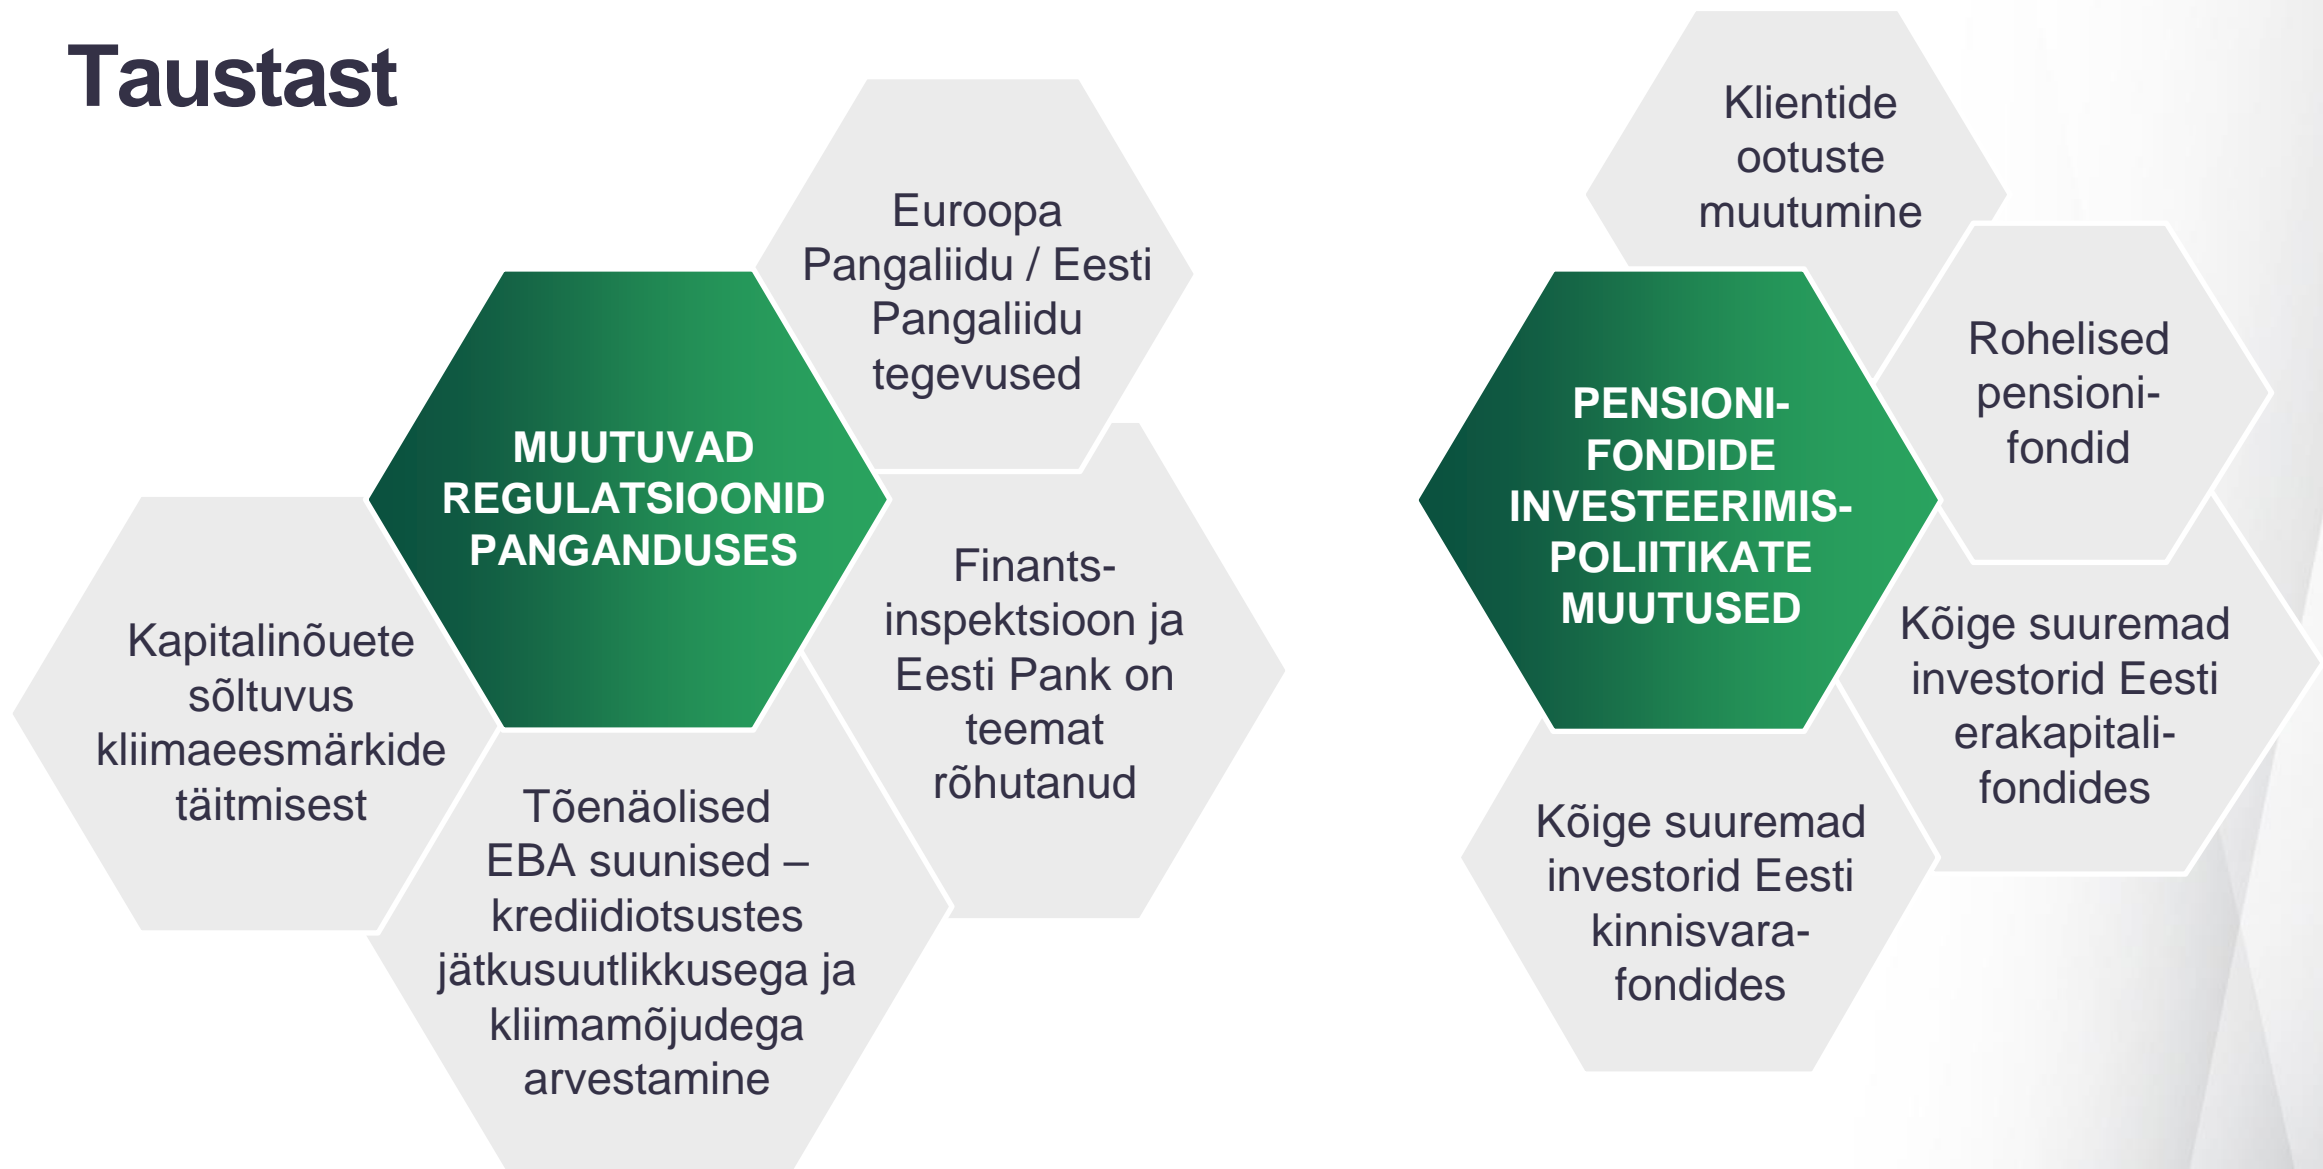 Taustast
MUUTUVAD
REGULATSIOONID
PANGANDUSES
Euroopa
Pangaliidu / Eesti
Pangaliidu
tegevused
Finants-
inspektsioon ja
Eesti Pank on
teemat
rõhutanud
Tõenäolised
EBA suunised –
krediidiotsustes
jätkusuutlikkusega ja
kliimamõjudega
arvestamine
Kapitalinõuete
sõltuvus
kliimaeesmärkide
täitmisest
PENSIONI-
FONDIDE
INVESTEERIMIS-
POLIITIKATE
MUUTUSED
Klientide
ootuste
muutumine
Rohelised
pensioni-
fondid
Kõige suuremad
investorid Eesti
erakapitali-
fondides
Kõige suuremad
investorid Eesti
kinnisvara-
fondides